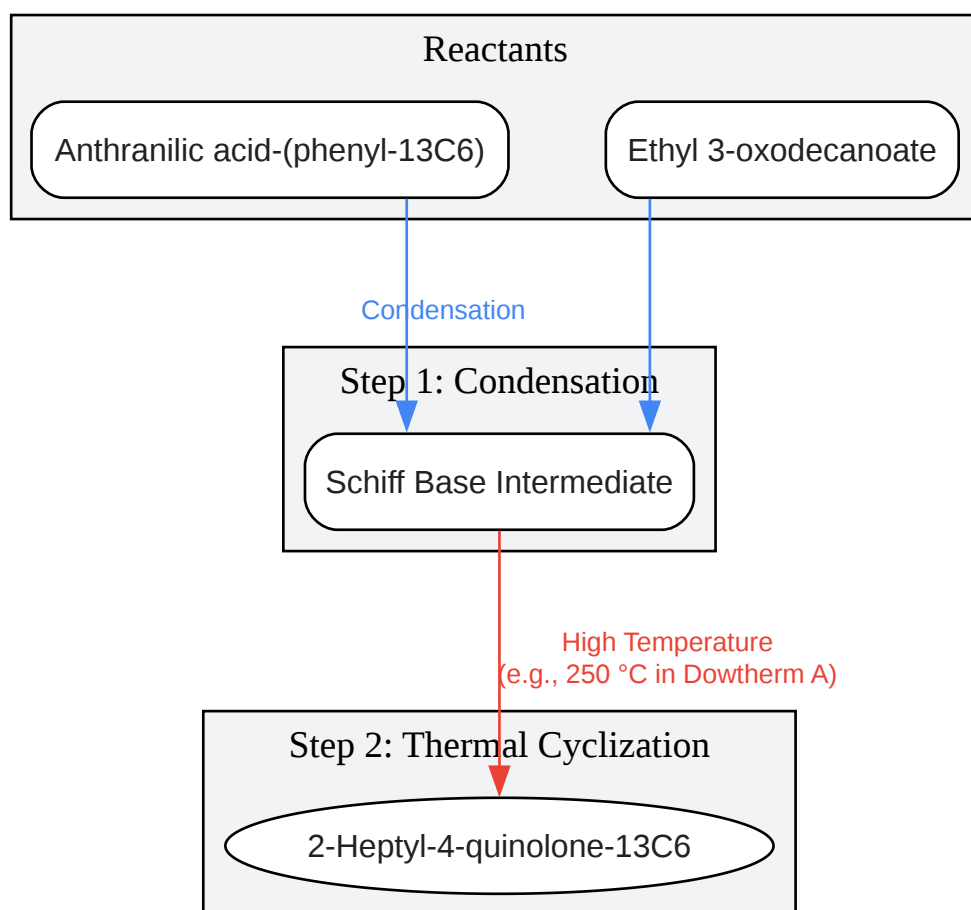 Reactants
Anthranilic acid-(phenyl-13C6)
Ethyl 3-oxodecanoate
Condensation
Step 1: Condensation
Schiff Base Intermediate
High Temperature
(e.g., 250 °C in Dowtherm A)
Step 2: Thermal Cyclization
2-Heptyl-4-quinolone-13C6